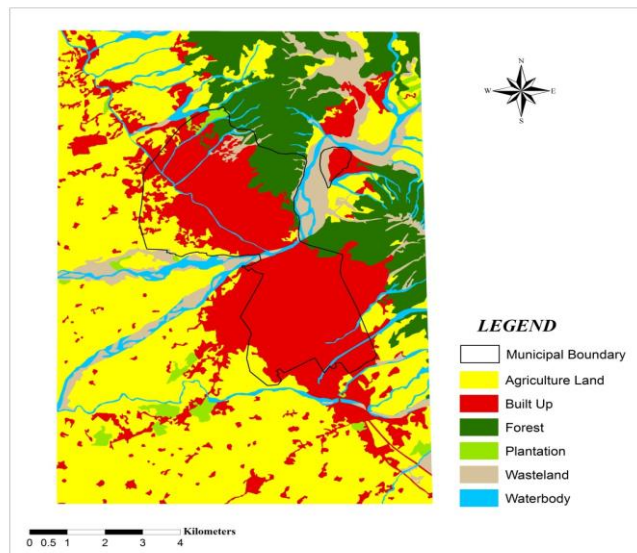 N
W E
S
LEGEND
Municipal Boundary
Agriculture Land
Built Up
Forest
Plantation
Wasteland
Waterbody
Kilometers
0 0.5 1 2 3 4